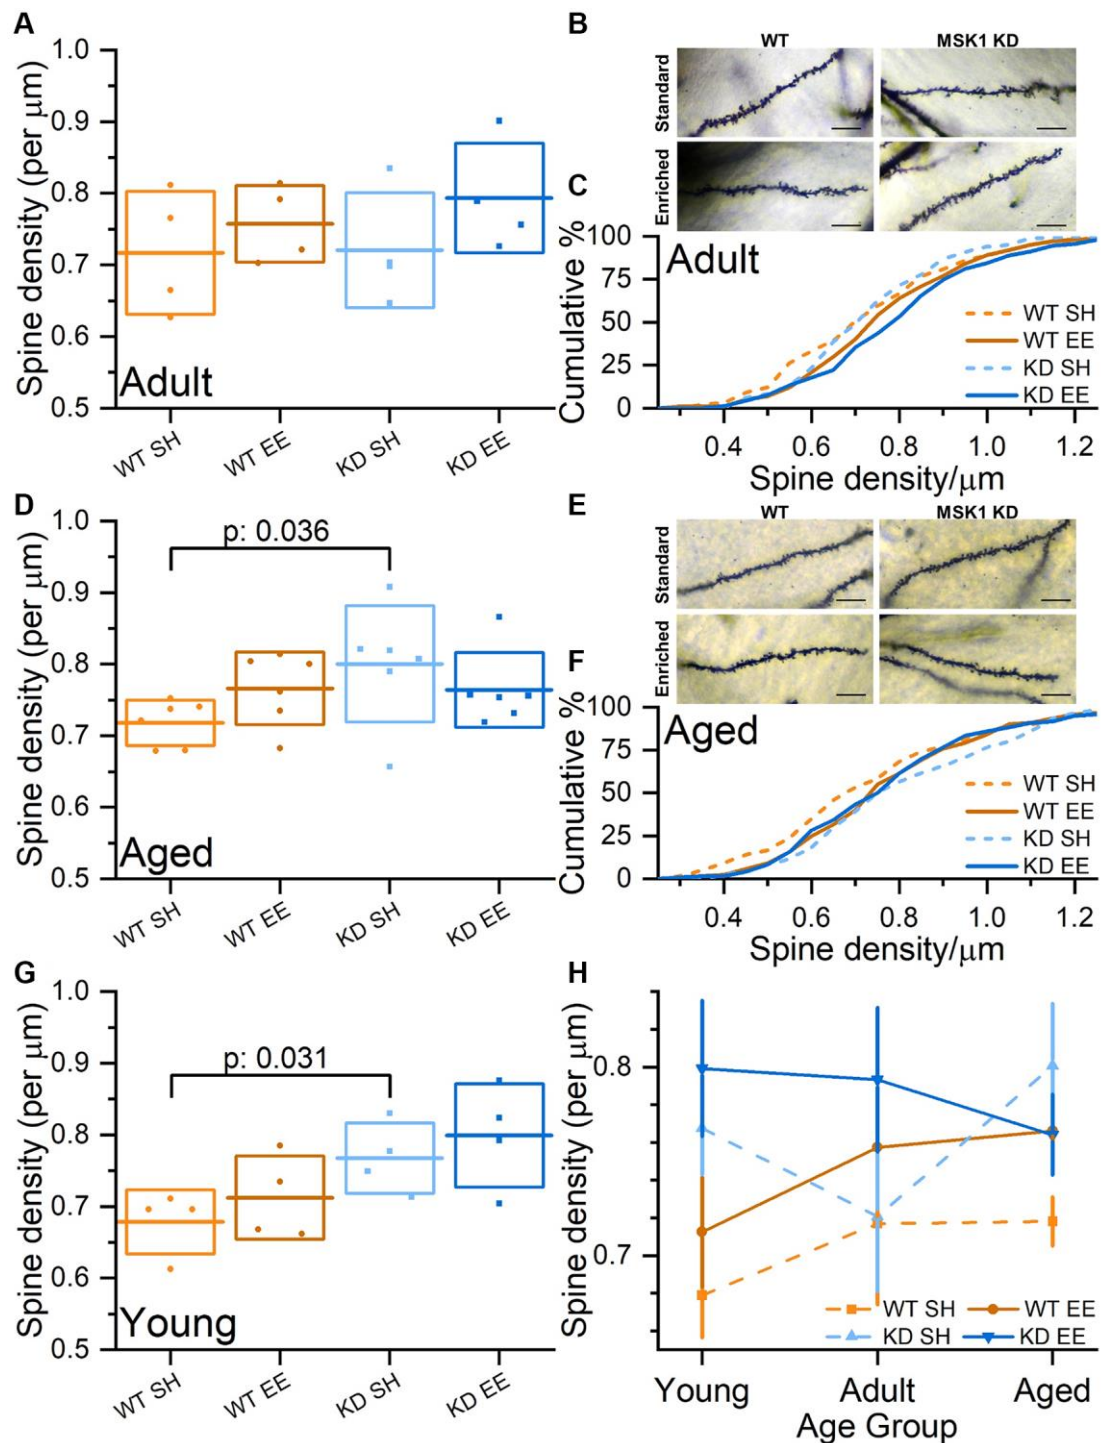 A
1.0
0.9
0.8
0.7
0.6
0.5
Spine density (per μm)
Adult
WT SH
WT EE
KD SH
KD EE
B
WT
MSK1 KD
Standard
Enriched
C
100
75
50
25
0
Cumulative %
Adult
WT SH
WT EE
KD SH
KD EE
0.4
0.6
0.8
1.0
1.2
Spine density/μm
D
1.0
0.9
0.8
0.7
0.6
0.5
Spine density (per μm)
p: 0.036
Aged
WT SH
WT EE
KD SH
KD EE
E
WT
MSK1 KD
Standard
Enriched
F
100
75
50
25
0
Cumulative %
Aged
WT SH
WT EE
KD SH
KD EE
0.4
0.6
0.8
1.0
1.2
Spine density/μm
G
1.0
0.9
0.8
0.7
0.6
0.5
Spine density (per μm)
p: 0.031
Young
WT SH
WT EE
KD SH
KD EE
H
0.8
0.7
Spine density (per μm)
WT SH
WT EE
KD SH
KD EE
Young
Adult
Aged
Age Group